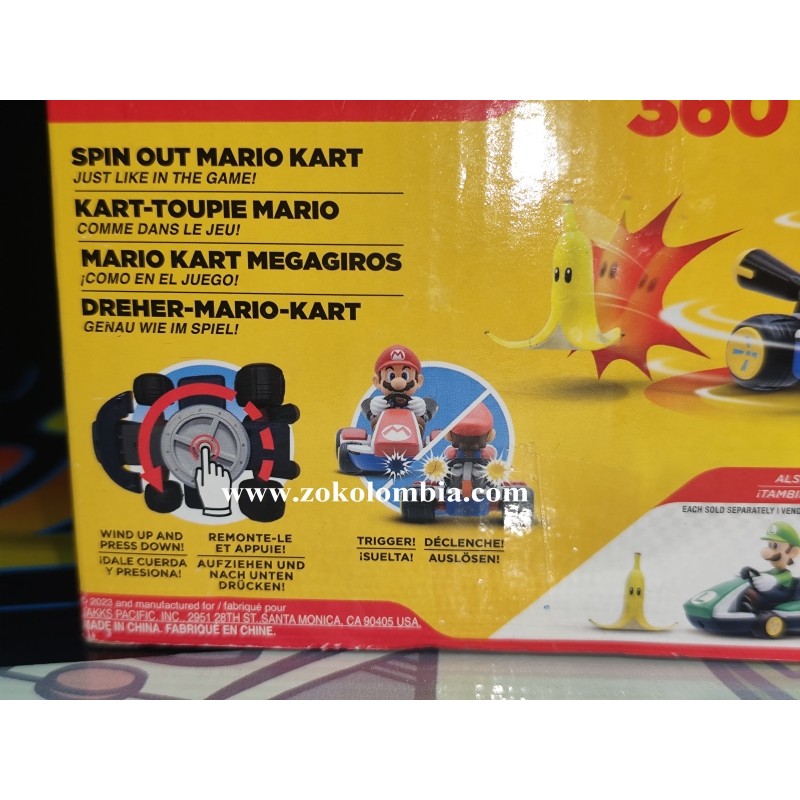 360
SPIN OUT MARIO KART
JUST LIKE IN THE GAME!
KART-TOUPIE MARIO
COMME DANS LE JEU!
MARIO KART MEGAGIROS
¡COMO EN EL JUEGO!
DREHER-MARIO-KART
GENAU WIE IM SPIEL!
M
M
www.zokolombia.com
WIND UP AND
PRESS DOWN!
¡DALE CUERDA
Y PRESIONA!
REMONTE-LE
ET APPUIE!
AUFZIEHEN UND
NACH UNTEN
DRÜCKEN!
TRIGGER!
¡SUELTA!
DÉCLENCHE!
AUSLÖSEN!
ALS
¡TAMBI
EACH SOLD SEPARATELY | VEND
L
© 2023 and manufactured for / fabriqué pour
JAKKS PACIFIC, INC., 2951 28TH ST., SANTA MONICA, CA 90405 USA.
MADE IN CHINA. FABRIQUÉ EN CHINE.